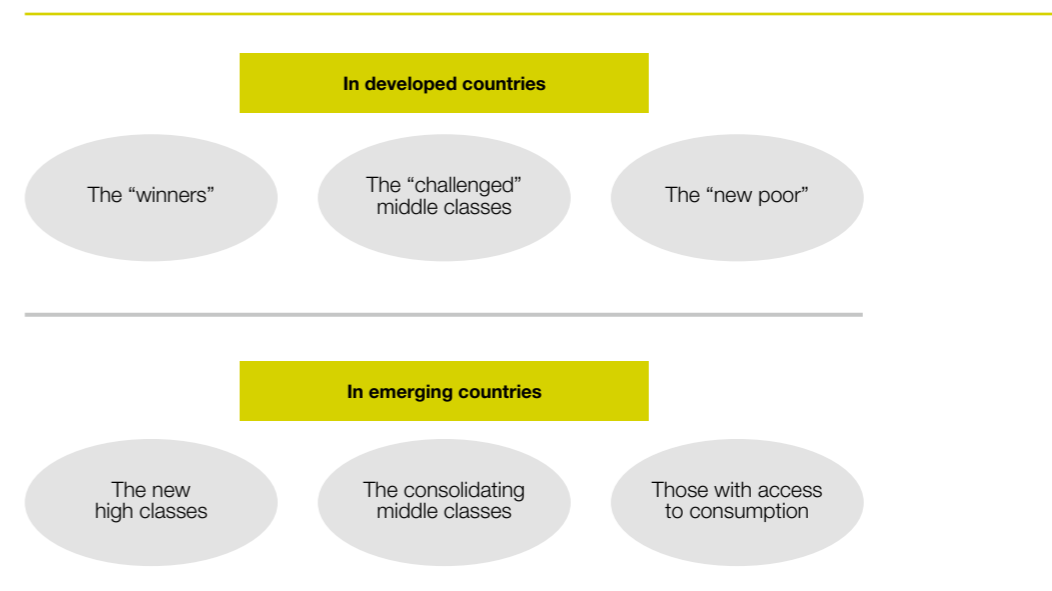 In developed countries
The “winners”
The “challenged”
middle classes
The “new poor”
In emerging countries
The new
high classes
The consolidating
middle classes
Those with access
to consumption